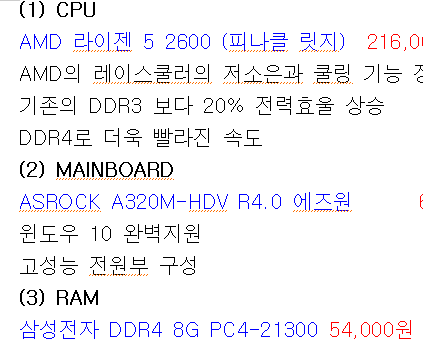 (1) CPU
AMD 라이젠 5 2600 (피나클 릿지) 216,0
AMD의 레이스쿨러의 저소은과 쿨링 기능
기존의 DDR3 보다 20% 전력효율 상승
DDR4로 더욱 빨라진 속도
(2) MAINBOARD
ASROCK A320M-HDV R4.0 에즈윈
윈도우 10 완벽지원
고성능 전원부 구성
(3) RAM
삼성전자 DDR4 8G PC4-21300 54,000원